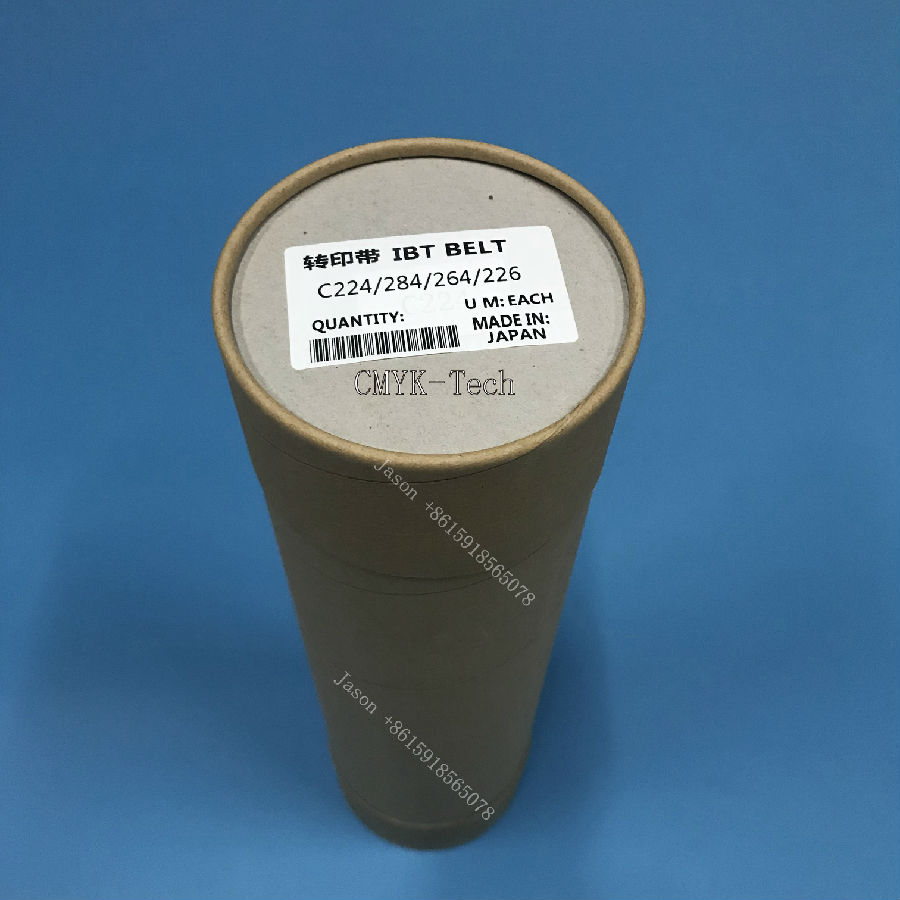 转印带 IBT BELT
C224/284/264/226
U M: EACH
QUANTITY:
MADE IN:
JAPAN
CMYK-Tech
Jason +8615918565078
Jason +8615918565078